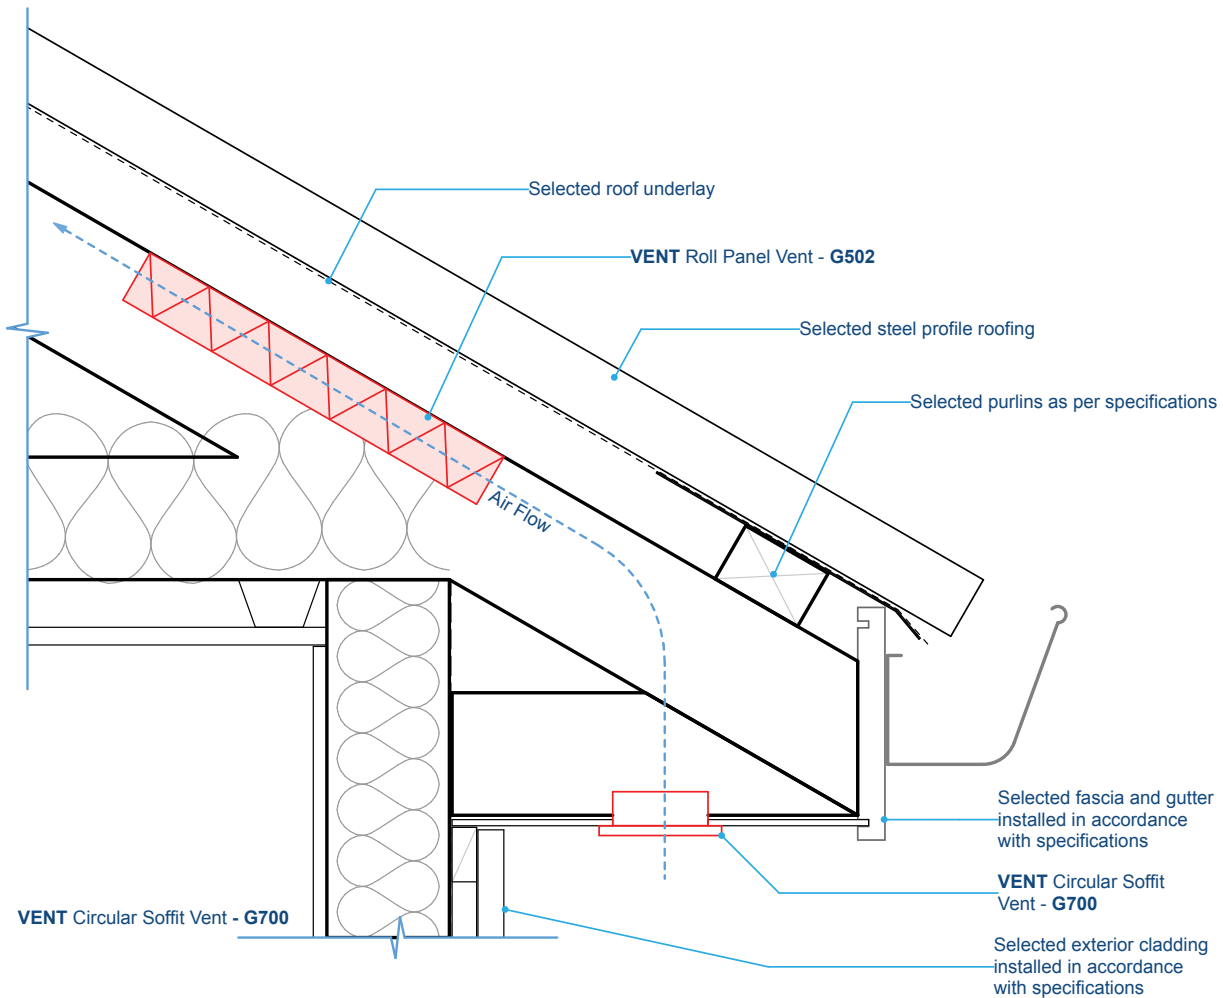 Selected roof underlay
VENT Roll Panel Vent - G502
Selected steel profile roofing
Selected purlins as per specifications
Air Flow
Selected fascia and gutter
installed in accordance
with specifications
VENT Circular Soffit
Vent - G700
VENT Circular Soffit Vent - G700
Selected exterior cladding
installed in accordance
with specifications